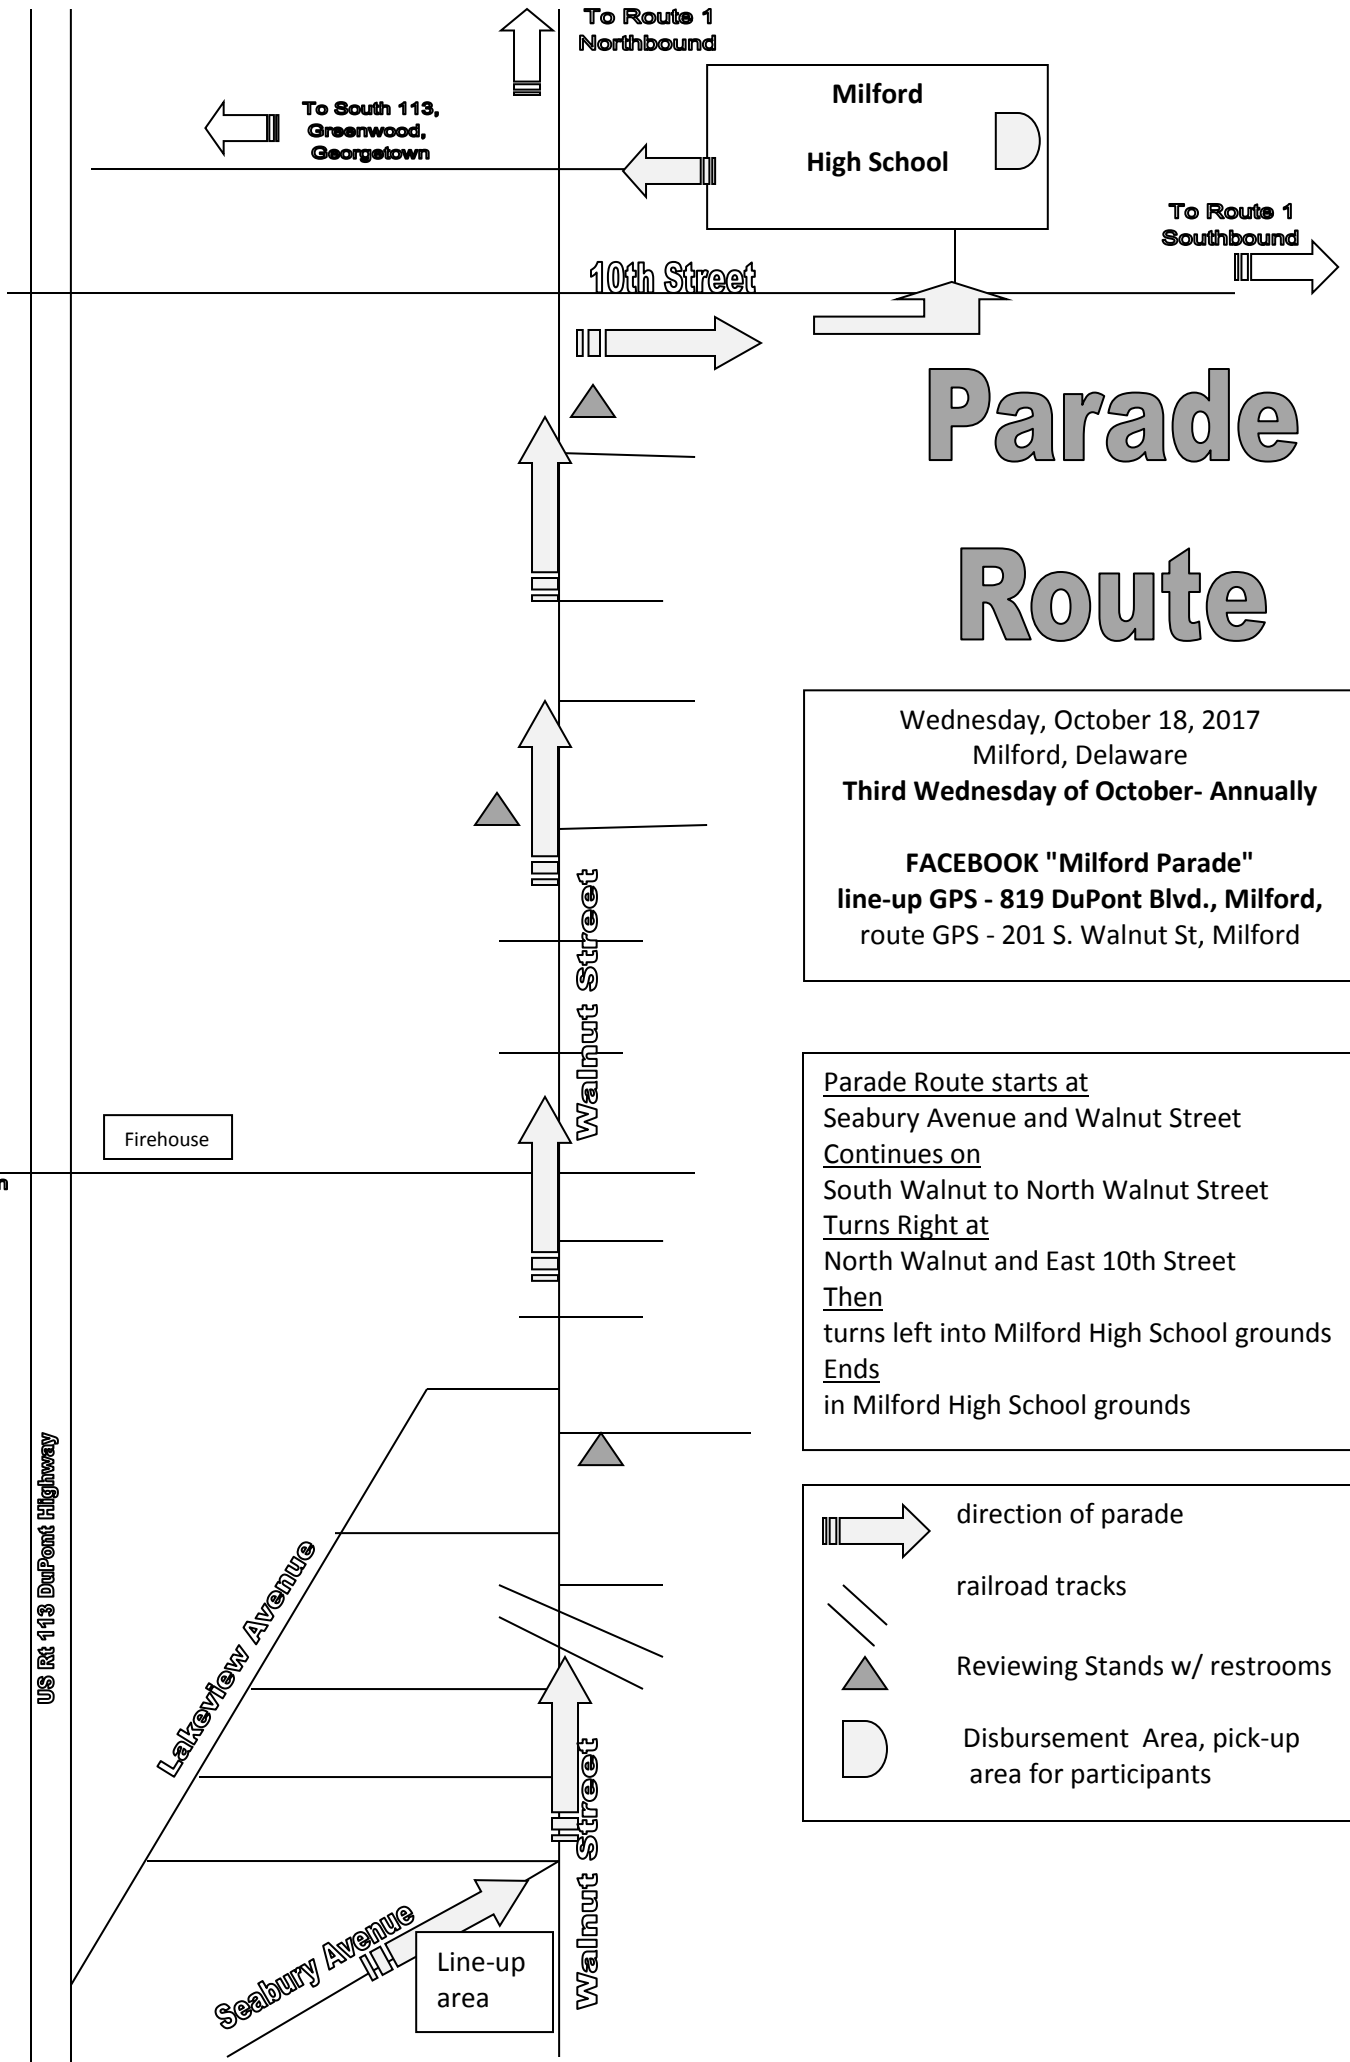 To Route 1
Northbound
To South 113,
Greenwood,
Georgetown
Milford
High School
To Route 1
Southbound
10th Street
Parade
Route
Wednesday, October 18, 2017
Milford, Delaware
Third Wednesday of October- Annually
FACEBOOK "Milford Parade"
line-up GPS - 819 DuPont Blvd., Milford,
route GPS - 201 S. Walnut St, Milford
Walnut Street
Firehouse
Parade Route starts at
Seabury Avenue and Walnut Street
Continues on
South Walnut to North Walnut Street
Turns Right at
North Walnut and East 10th Street
Then
turns left into Milford High School grounds
Ends
in Milford High School grounds
US Rt 113 DuPont Highway
Lakeview Avenue
direction of parade
railroad tracks
Reviewing Stands w/ restrooms
Disbursement Area, pick-up
area for participants
Walnut Street
Seabury Avenue
Line-up
area